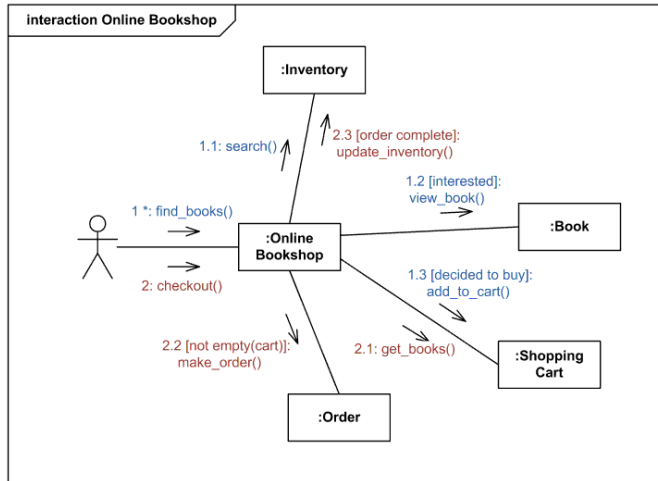 interaction Online Bookshop
:Inventory
1.1: search()
2.3 [order complete]:
update_inventory()
1.2 [interested]:
view_book()
1 *: find_books()
:Online
Bookshop
:Book
2: checkout()
1.3 [decided to buy]:
add_to_cart()
2.2 [not empty(cart)]:
make_order()
2.1: get_books()
:Shopping
Cart
:Order